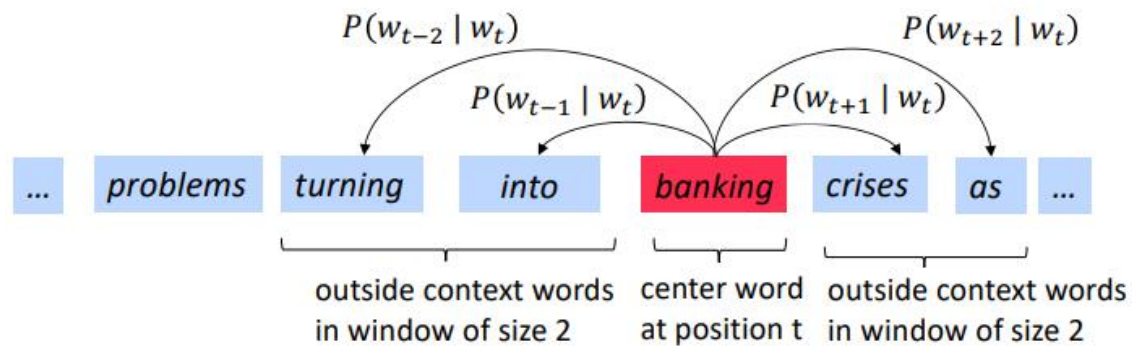 P(w_{t−2} | w_t)
P(w_{t+2} | w_t)
P(w_{t−1} | w_t)
P(w_{t+1} | w_t)
... problems turning into banking crises as ...
outside context words
in window of size 2
center word
at position t
outside context words
in window of size 2